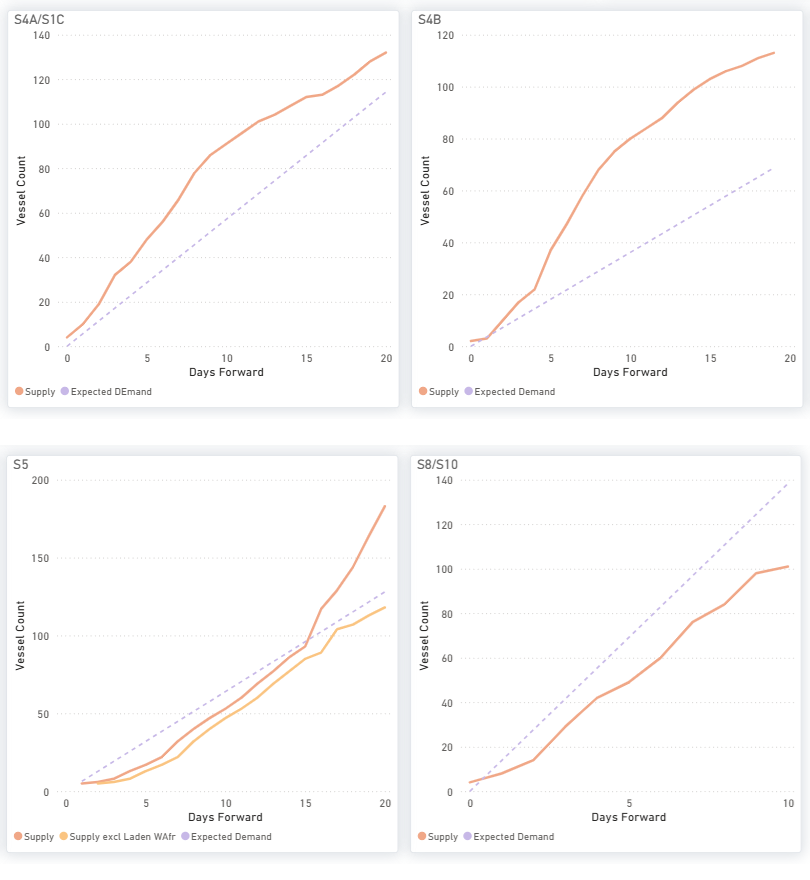 S4A/S1C
140
120
100
80
60
40
20
0
Vessel Count
0 5 10 15 20
Days Forward
Supply Expected DEmand
S4B
120
100
80
60
40
20
0
Vessel Count
0 5 10 15 20
Days Forward
Supply Expected Demand
S5
200
150
100
50
0
Vessel Count
0 5 10 15 20
Days Forward
Supply Supply excl Laden WAfr Expected Demand
S8/S10
140
120
100
80
60
40
20
0
Vessel Count
0 5 10
Days Forward
Supply Expected Demand